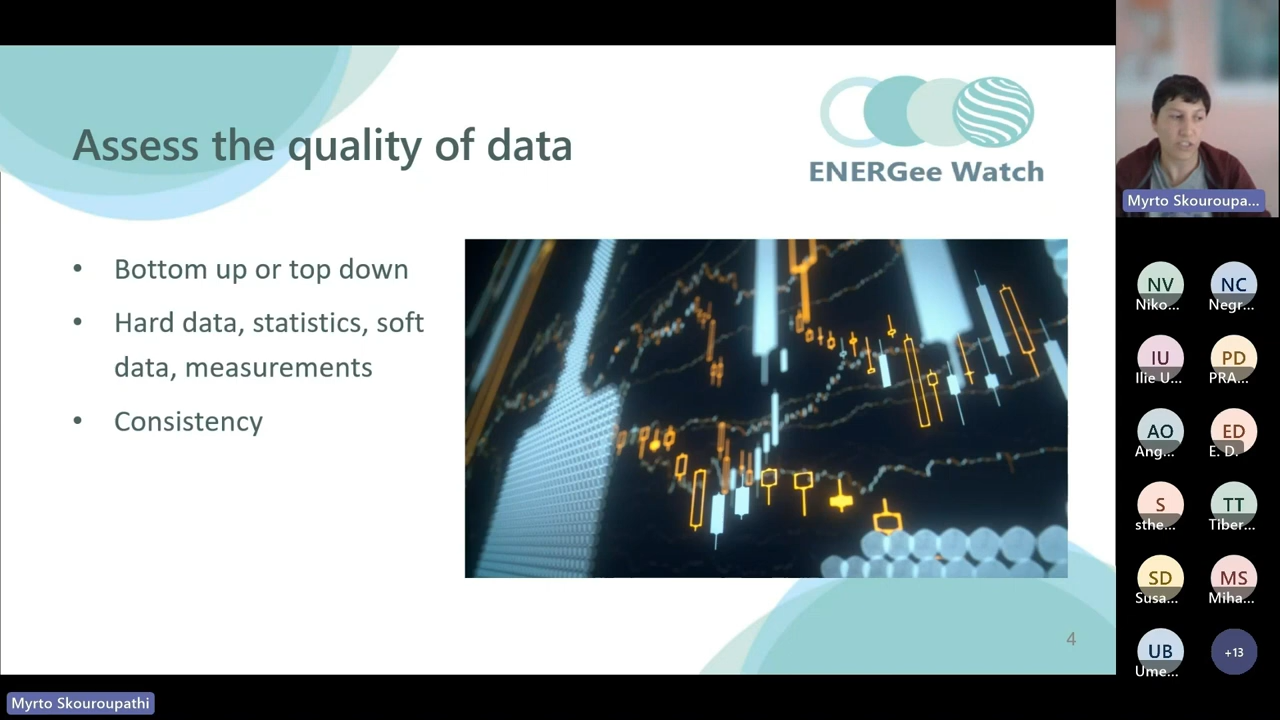 Assess the quality of data
ENERGee Watch
• Bottom up or top down
• Hard data, statistics, soft
data, measurements
• Consistency
4
Myrto Skouroupathi
Myrto Skouroupa...
NV
NC
Niko...
Negr...
IU
PD
Ilie U...
PRA...
AO
ED
Ang...
E. D.
S
TT
sthe...
Tiber...
SD
MS
Susa...
Miha...
UB
+13
Ume...